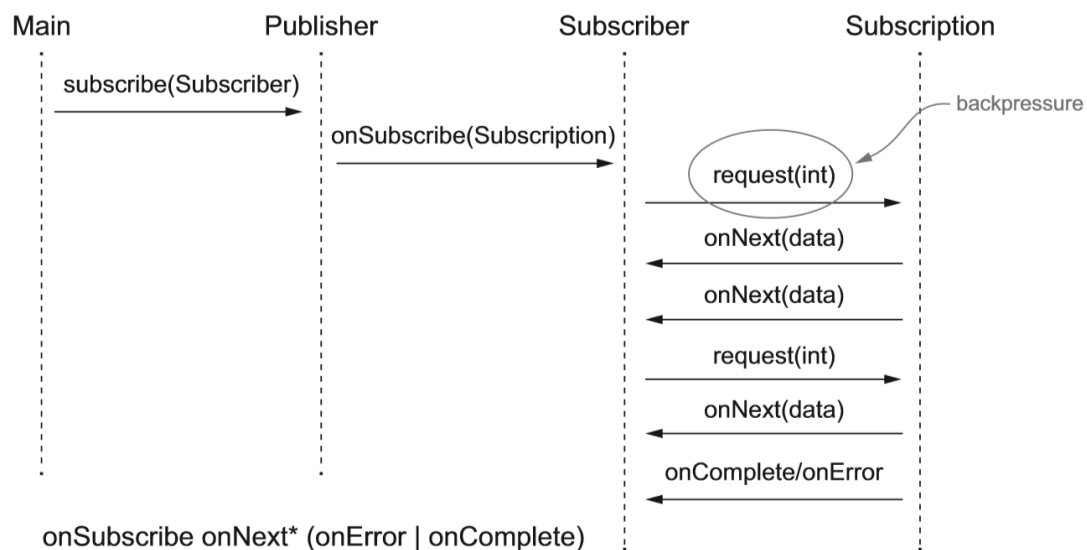 Main Publisher Subscriber Subscription
subscribe(Subscriber)
backpressure
onSubscribe(Subscription)
request(int)
onNext(data)
onNext(data)
request(int)
onNext(data)
onComplete/onError
onSubscribe onNext* (onError | onComplete)